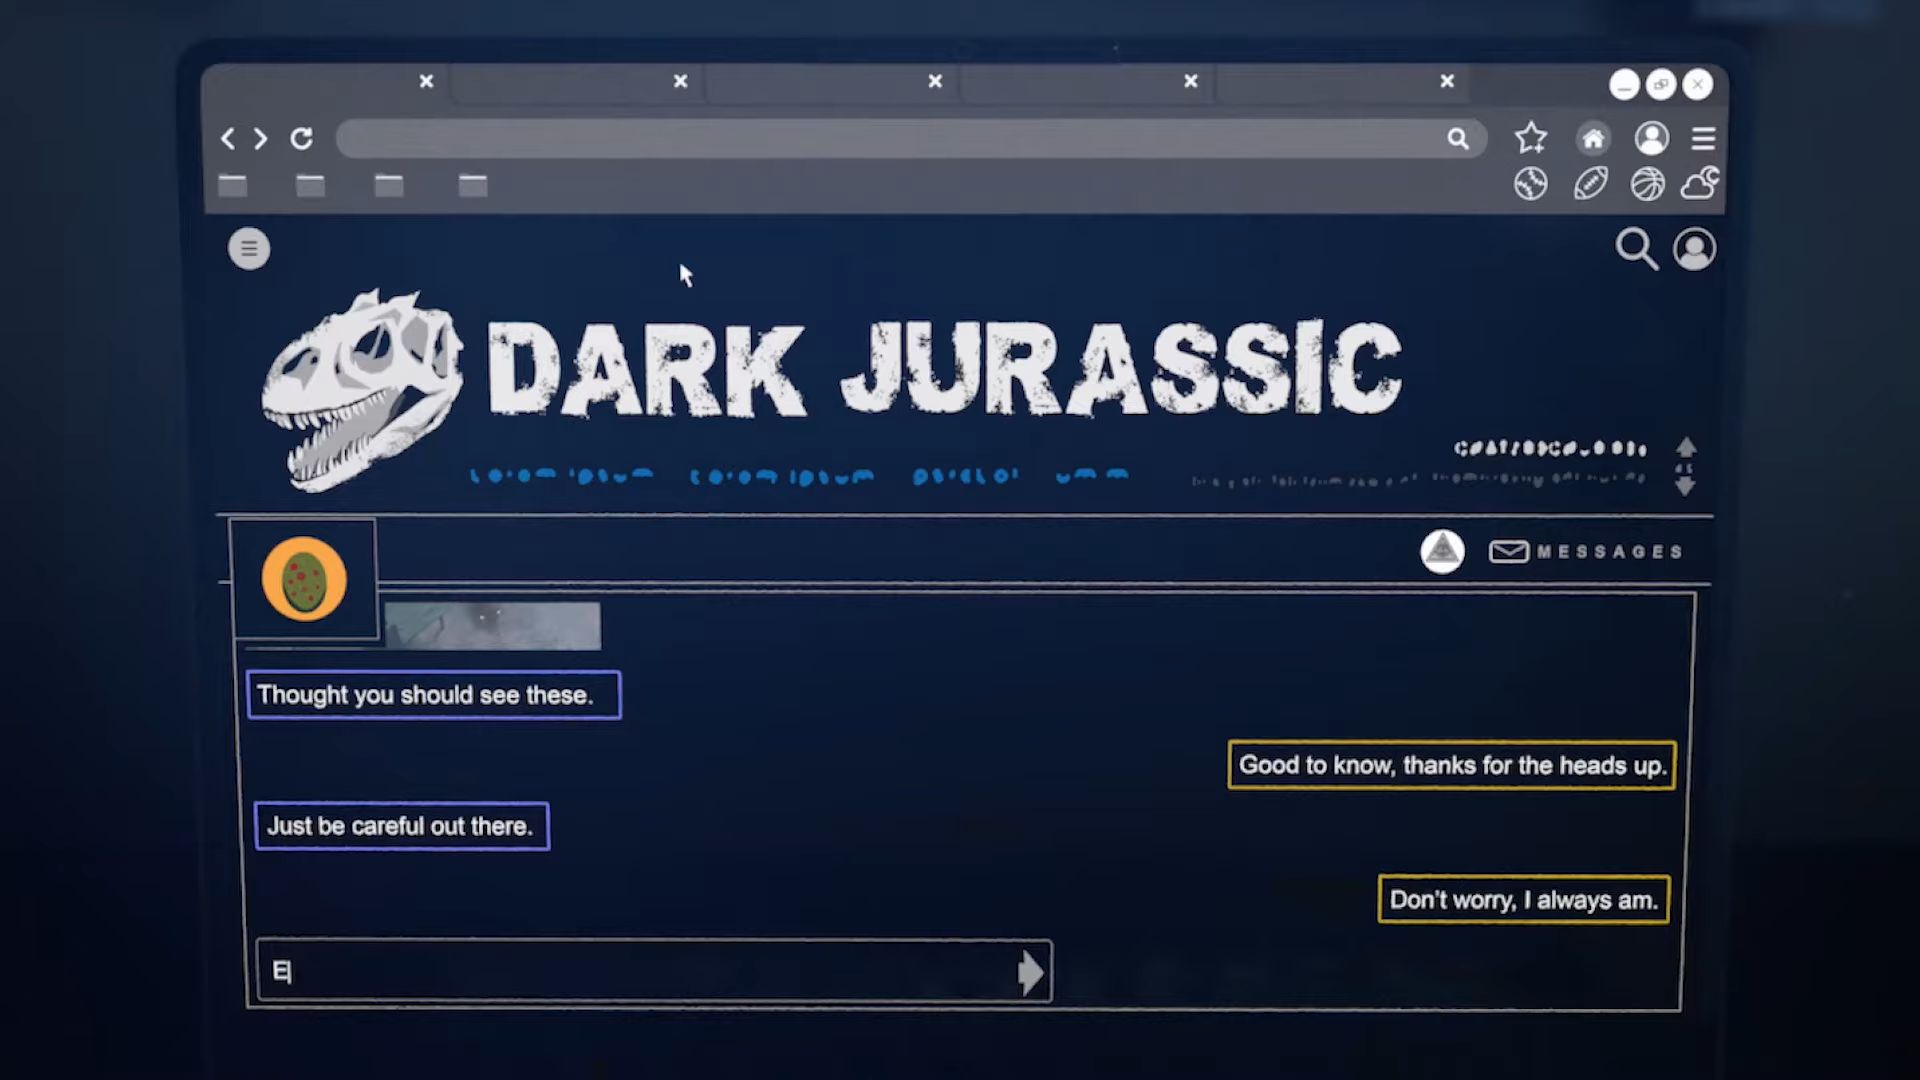 DARK JURASSIC
MESSAGES
Thought you should see these.
Good to know, thanks for the heads up.
Just be careful out there.
Don't worry, I always am.
E